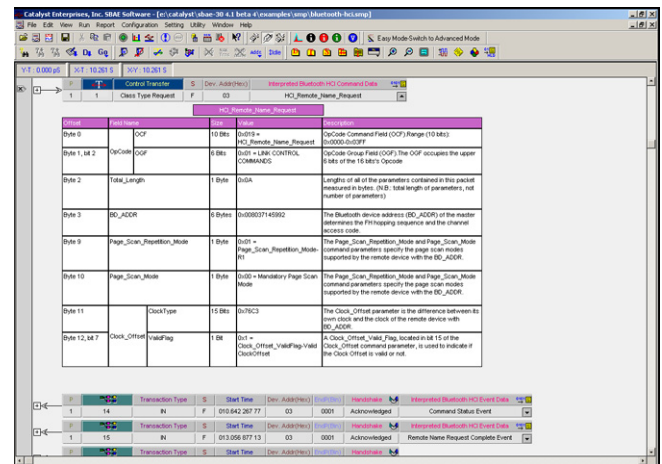 Catalyst Enterprises, Inc. SBAE Software - [e:\catalyst\sbae-30 4.1 beta 4\examples\smp\bluetooth-hci.smp]
File Edit View Run Report Configuration Setting Utility Window Help
Easy Mode-Switch to Advanced Mode
Y-T : 0.000 pS X-T : 10.261 S X-Y : 10.261 S
P Control Transfer S Dev. Addr(Hex) Interpreted Bluetooth HCI Command Data
1 1 Class Type Request F 03 HCI_Remote_Name_Request
HCI_Remote_Name_Request
Offset Field Name Size Value Description
Byte 0 OCF 10 Bits 0x019 = OpCode Command Field (OCF):Range (10 bits):
HCI_Remote_Name_Request 0x0000-0x03FF
Byte 1, bit 2 OpCode OGF 6 Bits 0x01 = LINK CONTROL OpCode Group Field (OGF):The OGF occupies the upper
COMMANDS 6 bits of the 16 bits's Opcode
Byte 2 Total_Length 1 Byte 0x0A Lengths of all of the parameters contained in this packet
measured in bytes. (N.B.: total length of parameters, not
number of parameters)
Byte 3 BD_ADDR 6 Bytes 0x000037145992 The Bluetooth device address (BD_ADDR) of the master
determines the FH hopping sequence and the channel
access code.
Byte 9 Page_Scan_Repetition_Mode 1 Byte 0x01 = The Page_Scan_Repetition_Mode and Page_Scan_Mode
Page_Scan_Repetition_Mode- command parameters specify the page scan modes
R1 supported by the remote device with the BD_ADDR.
Byte 10 Page_Scan_Mode 1 Byte 0x00 = Mandatory Page Scan The Page_Scan_Repetition_Mode and Page_Scan_Mode
Mode command parameters specify the page scan modes
supported by the remote device with the BD_ADDR.
Byte 11 ClockType 15 Bits 0x76C3 The Clock_Offset parameter is the difference between its
own clock and the clock of the remote device with
BD_ADDR.
Byte 12, bit 7 Clock_Offset ValidFlag 1 Bit 0x1 = A Clock_Offset_Valid_Flag, located in bit 15 of the
Clock_Offset_ValidFlag-Valid Clock_Offset command parameter, is used to indicate if
ClockOffset the Clock Offset is valid or not.
P Transaction Type S Start Time Dev. Addr(Hex) EndP(Bin) Handshake Interpreted Bluetooth HCI Event Data
1 14 IN F 010.642 267 77 03 0001 Acknowledged Command Status Event
P Transaction Type S Start Time Dev. Addr(Hex) EndP(Bin) Handshake Interpreted Bluetooth HCI Event Data
1 15 IN F 013.056 877 13 03 0001 Acknowledged Remote Name Request Complete Event
P Transaction Type S Start Time Dev. Addr(Hex) EndP(Bin) Handshake Interpreted Bluetooth HCI Event Data